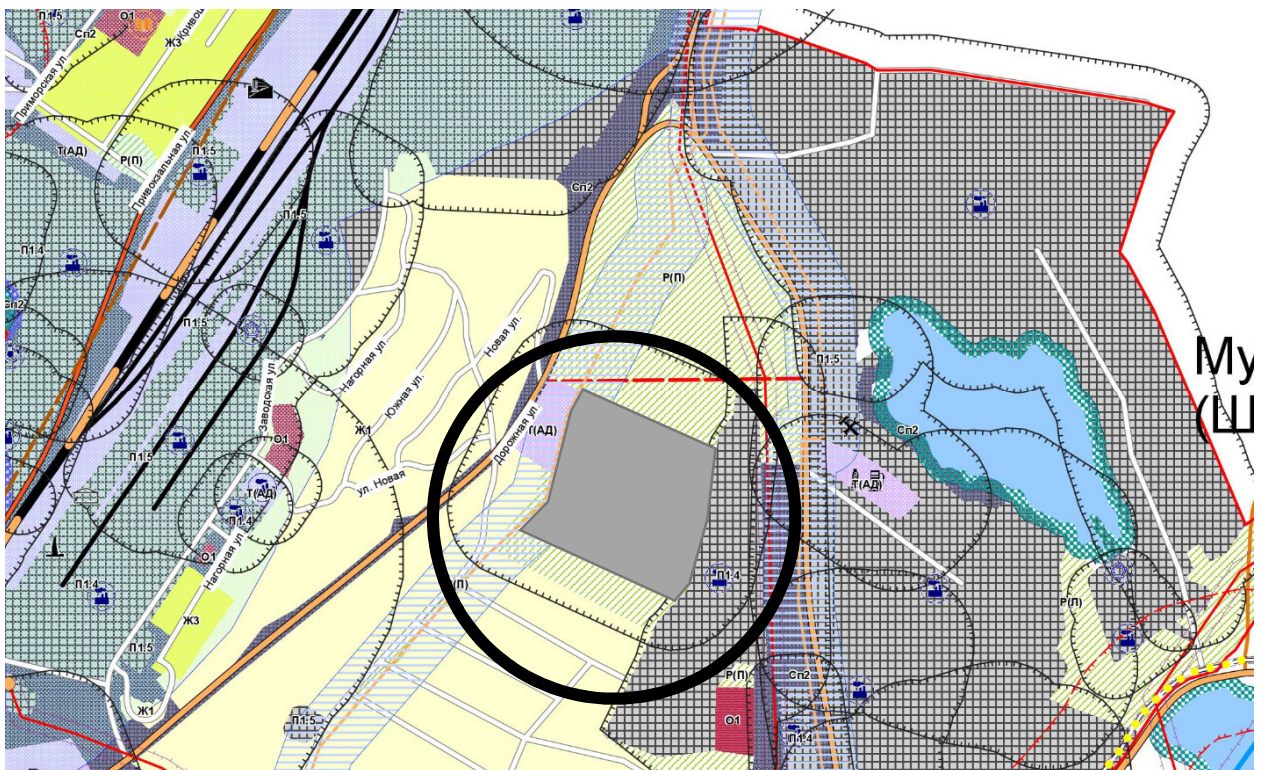 П1.5
О1
Сп2
Ж3
Кривой
Приморская ул.
Т(АД)
Р(П)
Привокзальная ул.
П1.5
П1.5
П1.4
Сп2
П1.5
Сп2
Р(П)
Нагорная ул.
Новая ул.
Южная ул.
Заводская ул.
О1
Ж1
Дорожная ул.
Т(АД)
ул. Новая
П1.5
П1.5
Сп2
Т(АД)
Му
(Ш
Т(АД)
П1.4
О1
Нагорная ул.
П1.4
(П)
П1.4
Р(Л)
Ж3
П1.5
Ж1
П1.5
Р(П)
Сп2
О1
П1.4